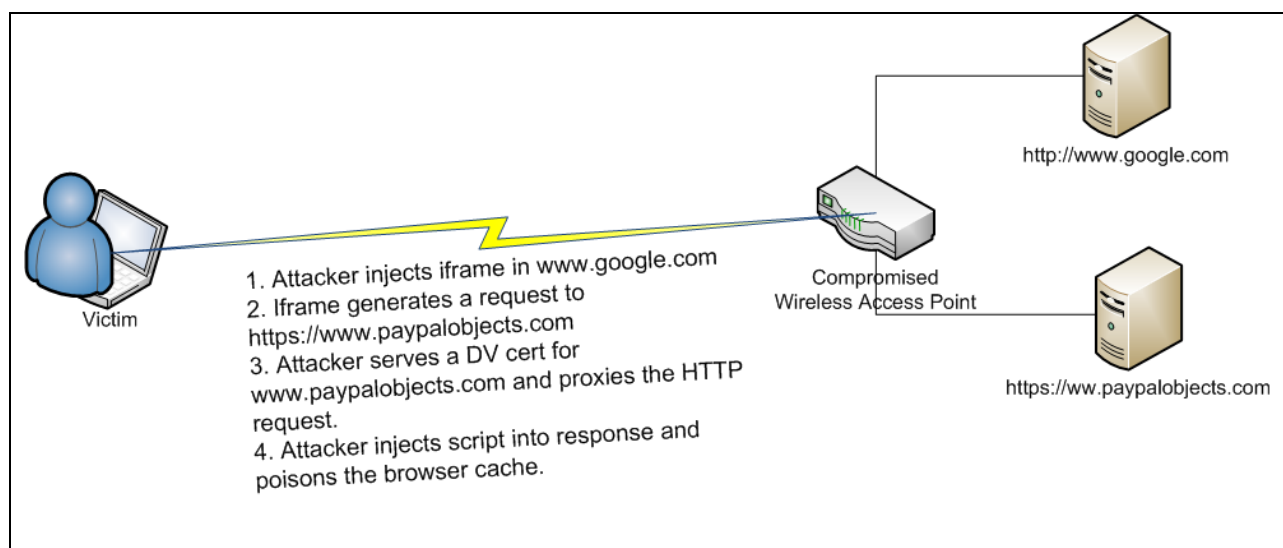 http://www.google.com
Victim
1. Attacker injects iframe in www.google.com
2. Iframe generates a request to
https://www.paypalobjects.com
3. Attacker serves a DV cert for
www.paypalobjects.com and proxies the HTTP
request.
4. Attacker injects script into response and
poisons the browser cache.
Compromised
Wireless Access Point
https://ww.paypalobjects.com